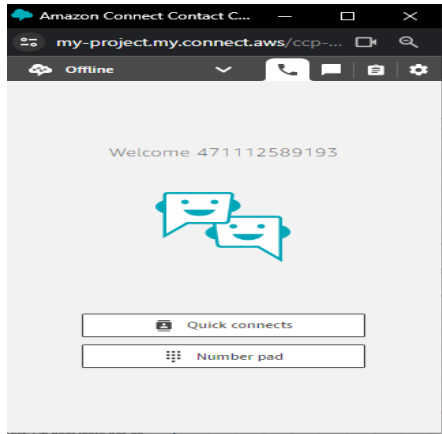 Amazon Connect Contact C...
my-project.my.connect.aws/ccp-...
Offline
Welcome 471112589193
Quick connects
Number pad